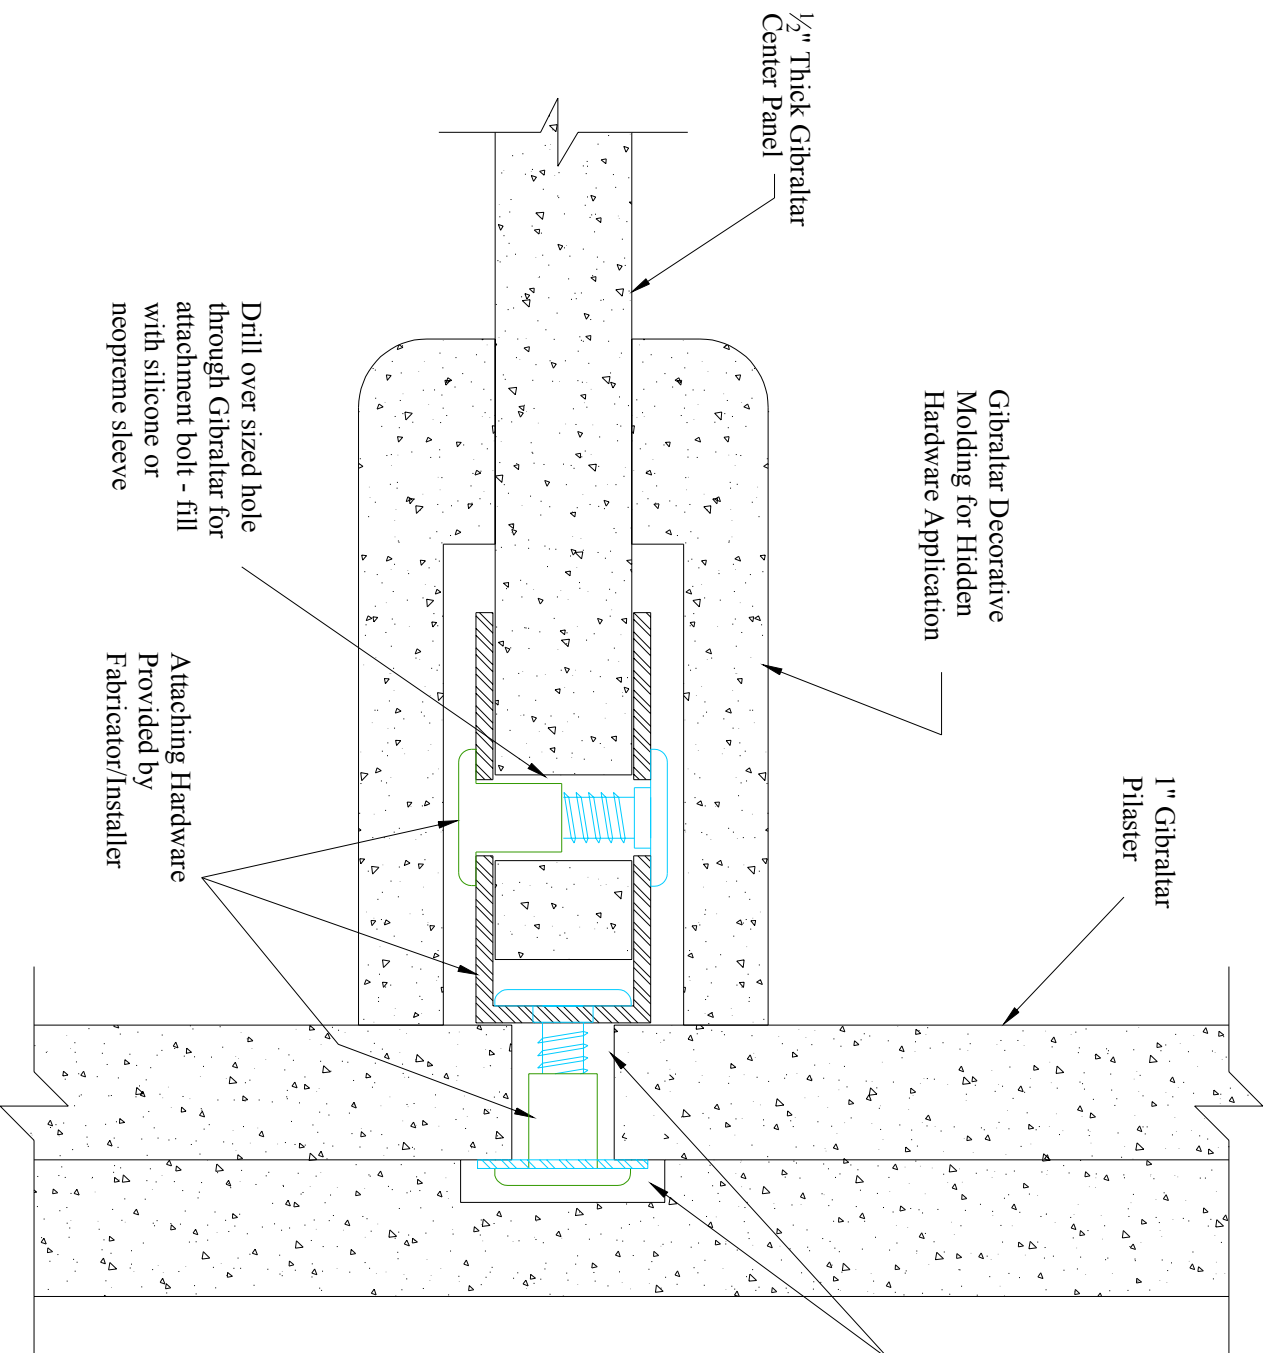 ½" Thick Gibraltar
Center Panel
Gibraltar Decorative
Molding for Hidden
Hardware Application
1" Gibraltar
Pilaster
Drill over sized hole
through Gibraltar for
attachment bolt - fill
with silicone or
neopreme sleeve
Attaching Hardware
Provided by
Fabricator/Installer